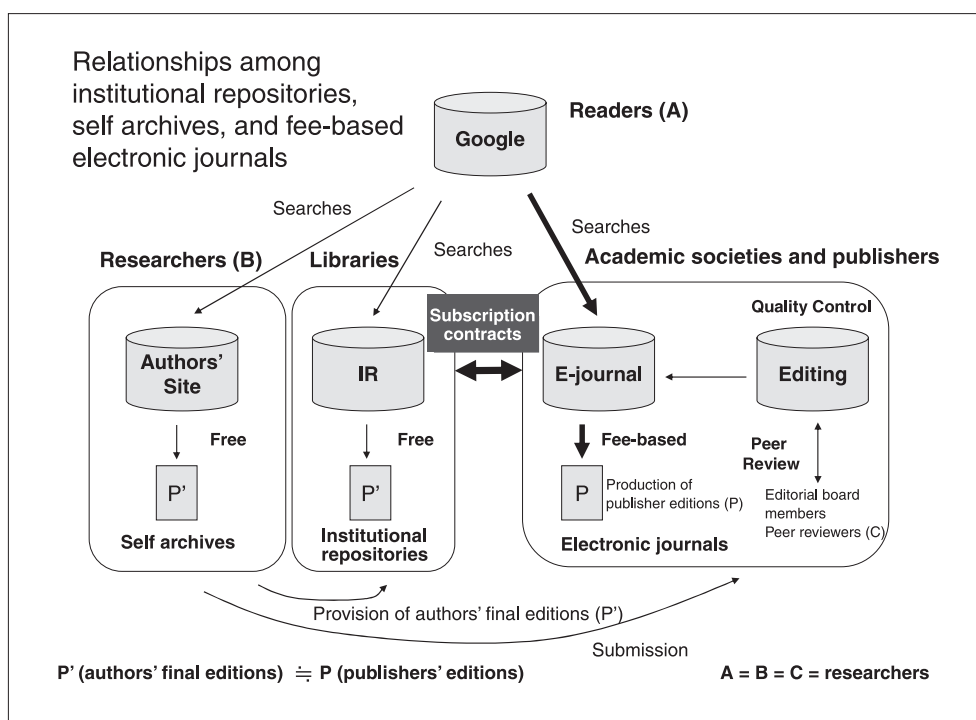 Relationships among
institutional repositories,
self archives, and fee-based
electronic journals
Readers (A)
Google
Searches
Searches
Searches
Researchers (B)
Libraries
Academic societies and publishers
Subscription
contracts
Quality Control
Authors'
Site
IR
E-journal
Editing
Free
Free
Fee-based
Peer
Review
P'
P'
P
Production of
publisher editions (P)
Editorial board
members
Peer reviewers (C)
Self archives
Institutional
repositories
Electronic journals
Provision of authors' final editions (P')
Submission
P' (authors' final editions) ≒ P (publishers' editions)
A = B = C = researchers